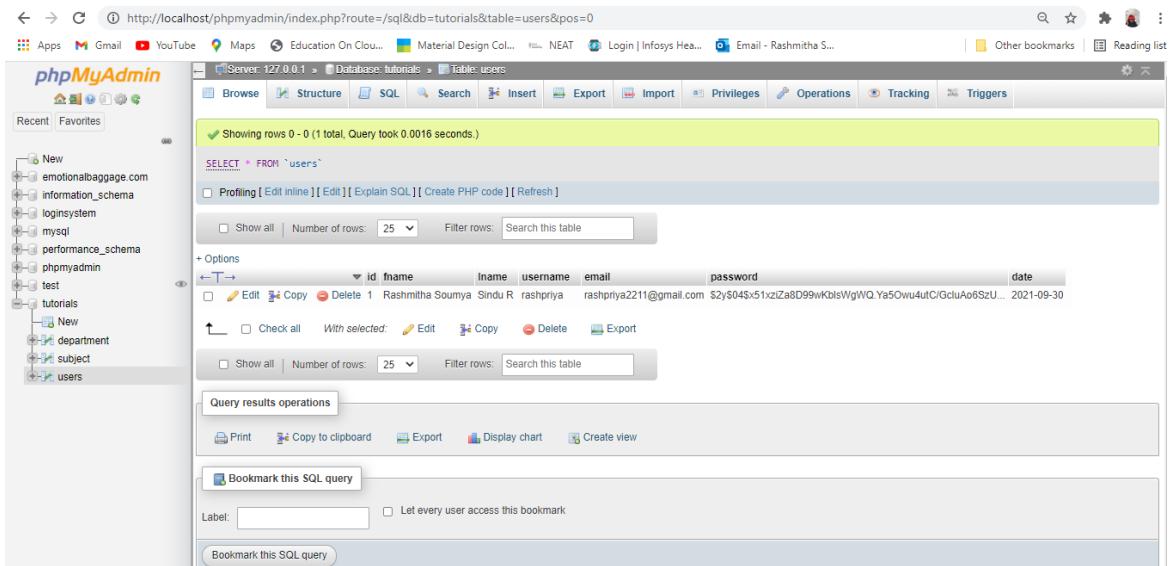 http://localhost/phpmyadmin/index.php?route=/sql&db=tutorials&table=users&pos=0
Apps Gmail YouTube Maps Education On Clou... Material Design Col... NEAT Login | Infosys Hea... Email - Rashmitha S... Other bookmarks Reading list
phpMyAdmin
Recent Favorites
New
emotionalbaggage.com
information_schema
loginsystem
mysql
performance_schema
phpmyadmin
test
tutorials
New
department
subject
users
Server: 127.0.0.1 » Database: tutorials » Table: users
Browse Structure SQL Search Insert Export Import Privileges Operations Tracking Triggers
Showing rows 0 - 0 (1 total, Query took 0.0016 seconds.)
SELECT * FROM `users`
Profiling [ Edit inline ] [ Edit ] [ Explain SQL ] [ Create PHP code ] [ Refresh ]
Show all | Number of rows: 25 Filter rows: Search this table
+ Options
←T→ id fname lname username email password date
Edit Copy Delete 1 Rashmitha Soumya Sindu R rashpriya rashpriya2211@gmail.com $2y$04$x51xziZa8D99wKblsWgWQ.Ya5Owu4utC/GcluAo6SzU... 2021-09-30
Check all With selected: Edit Copy Delete Export
Show all | Number of rows: 25 Filter rows: Search this table
Query results operations
Print Copy to clipboard Export Display chart Create view
Bookmark this SQL query
Label: Let every user access this bookmark
Bookmark this SQL query